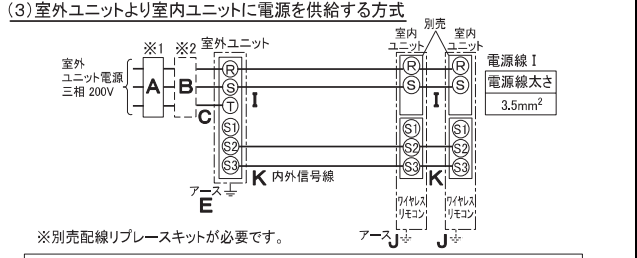 (3)室外ユニットより室内ユニットに電源を供給する方式
※1 ※2 室外ユニット
別売
室内
ユニット
室内
ユニット
室外
ユニット電源
三相 200V
A
B
C
R
S
T
S1
S2
S3
I
K 内外信号線
アース
E
R
S
S1
S2
S3
I
K
R
S
S1
S2
S3
ワイヤレス
リモコン
ワイヤレス
リモコン
アース J
J
電源線 I
電源線太さ
3.5mm²
※別売配線リプレースキットが必要です。